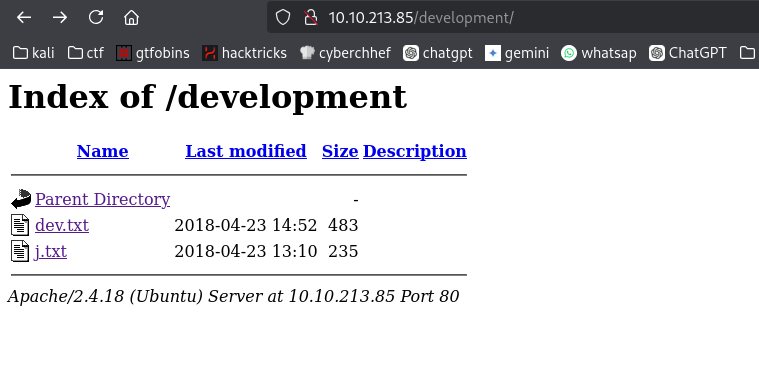 10.10.213.85/development/
kali ctf gtfobins hacktricks cyberchhef chatgpt gemini whatsap ChatGPT
Index of /development
Name Last modified Size Description
Parent Directory -
dev.txt 2018-04-23 14:52 483
j.txt 2018-04-23 13:10 235
Apache/2.4.18 (Ubuntu) Server at 10.10.213.85 Port 80